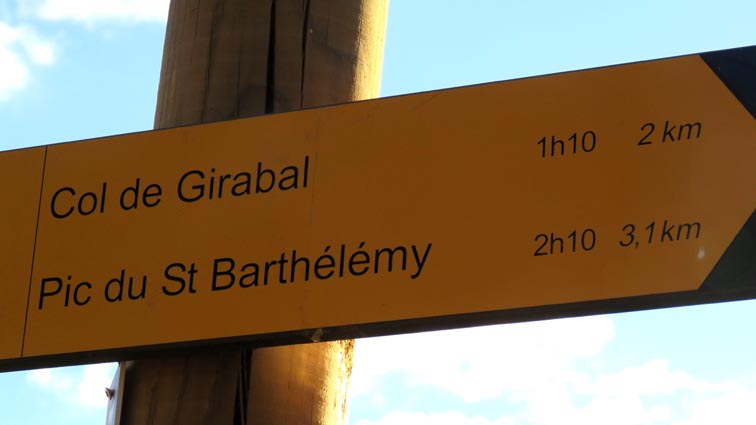 Col de Girabal 1h10 2 km
Pic du St Barthélémy 2h10 3,1 km